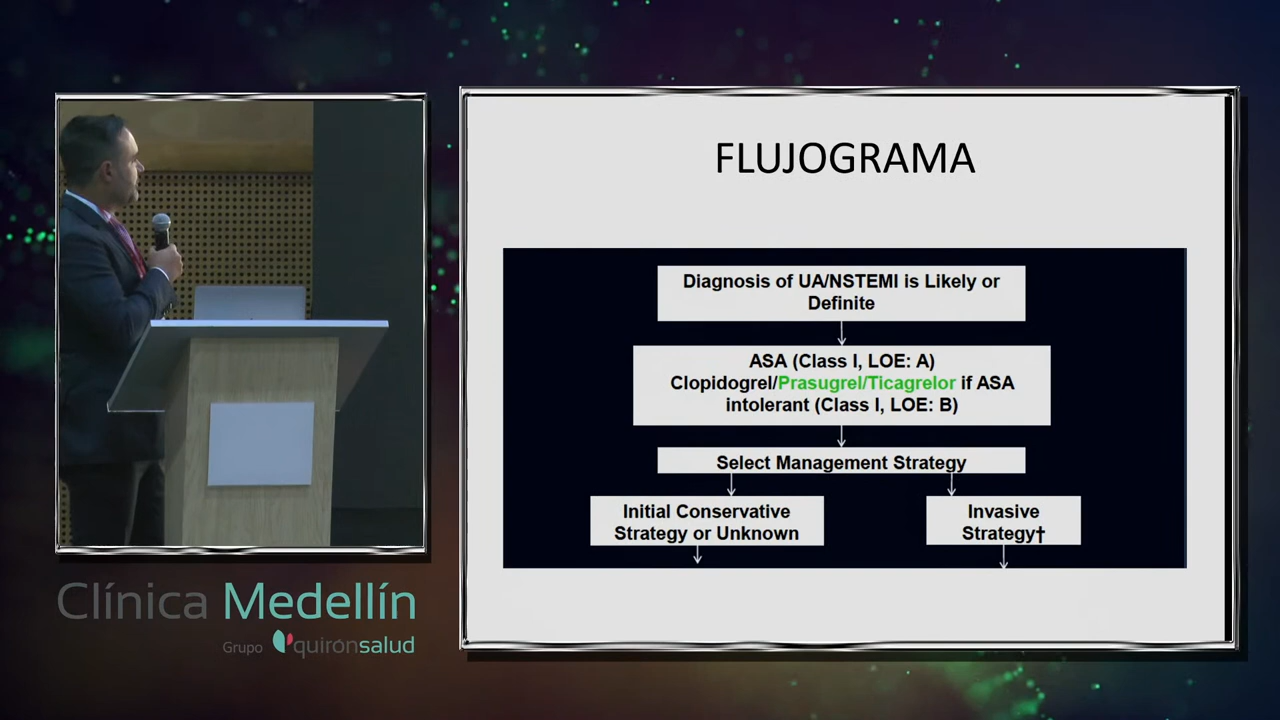 FLUJOGRAMA
Diagnosis of UA/NSTEMI is Likely or
Definite
ASA (Class I, LOE: A)
Clopidogrel/Prasugrel/Ticagrelor if ASA
intolerant (Class I, LOE: B)
Select Management Strategy
Initial Conservative
Strategy or Unknown
Invasive
Strategy†
Clínica Medellín
Grupo quirónsalud